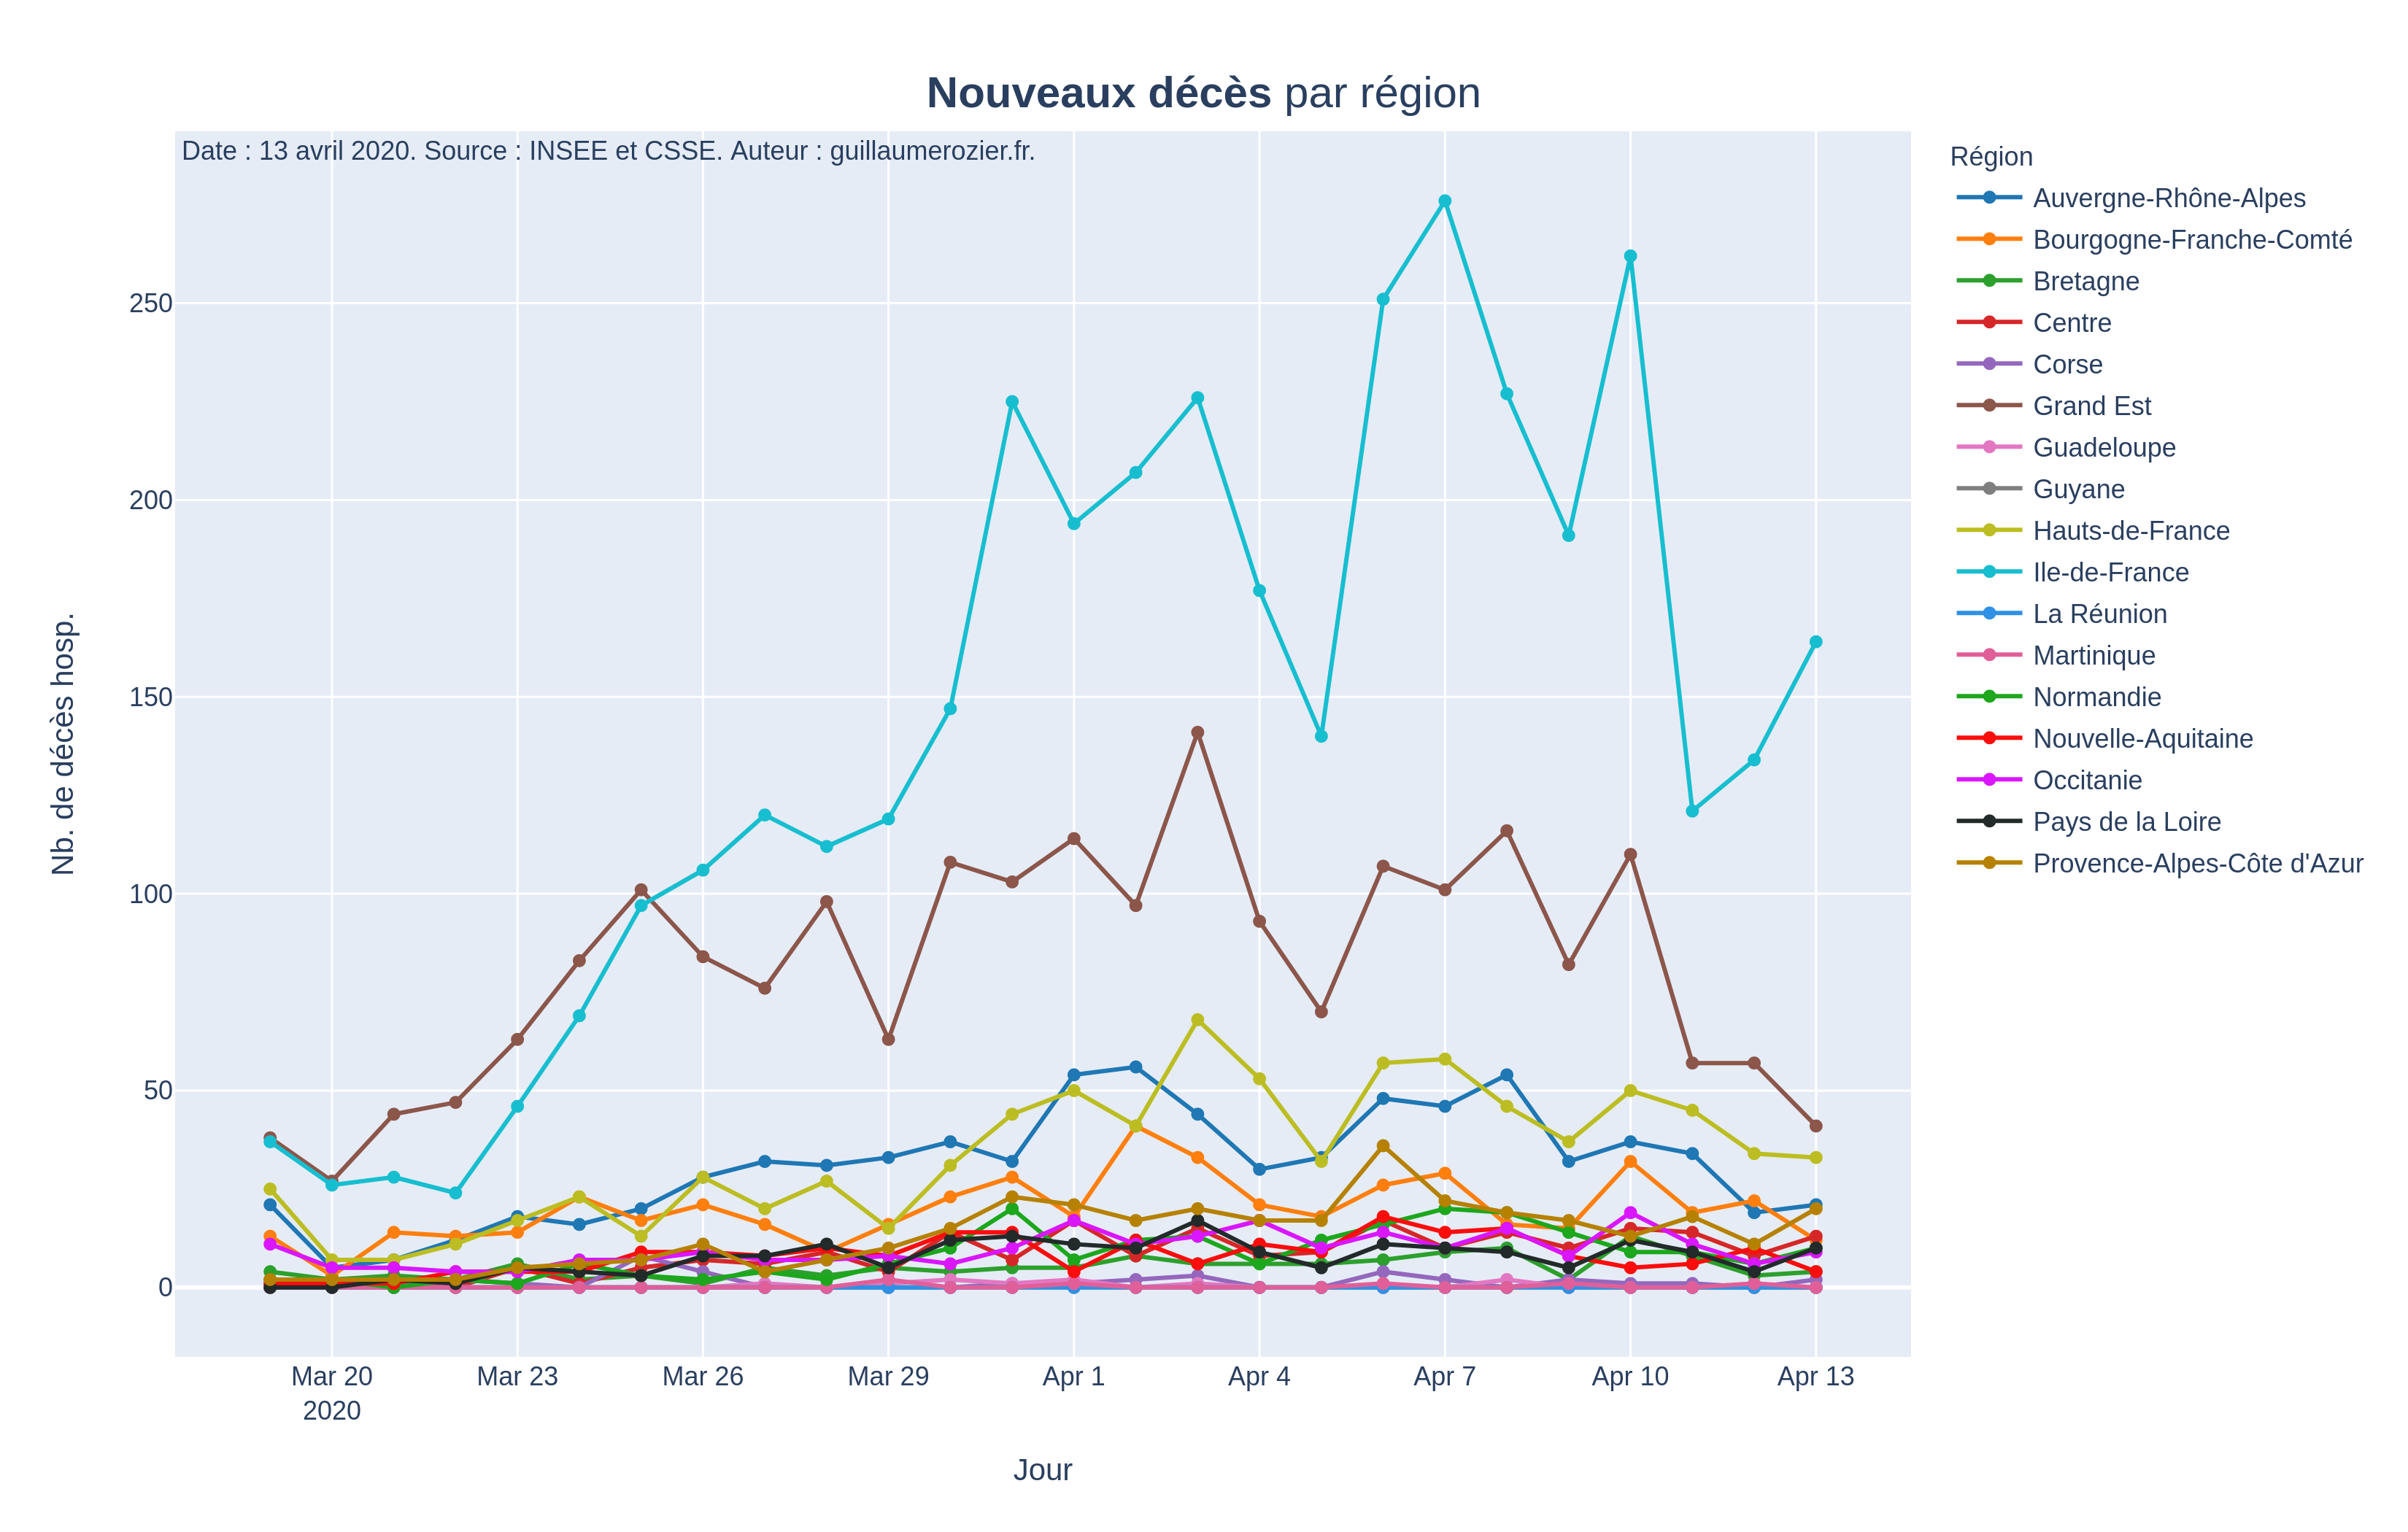 Nouveaux décès par région
Date : 13 avril 2020. Source : INSEE et CSSE. Auteur : guillaumerozier.fr.
Nb. de décès hosp.
250
200
150
100
50
0
Mar 20
2020
Mar 23
Mar 26
Mar 29
Apr 1
Apr 4
Apr 7
Apr 10
Apr 13
Jour
Région
Auvergne-Rhône-Alpes
Bourgogne-Franche-Comté
Bretagne
Centre
Corse
Grand Est
Guadeloupe
Guyane
Hauts-de-France
Ile-de-France
La Réunion
Martinique
Normandie
Nouvelle-Aquitaine
Occitanie
Pays de la Loire
Provence-Alpes-Côte d'Azur